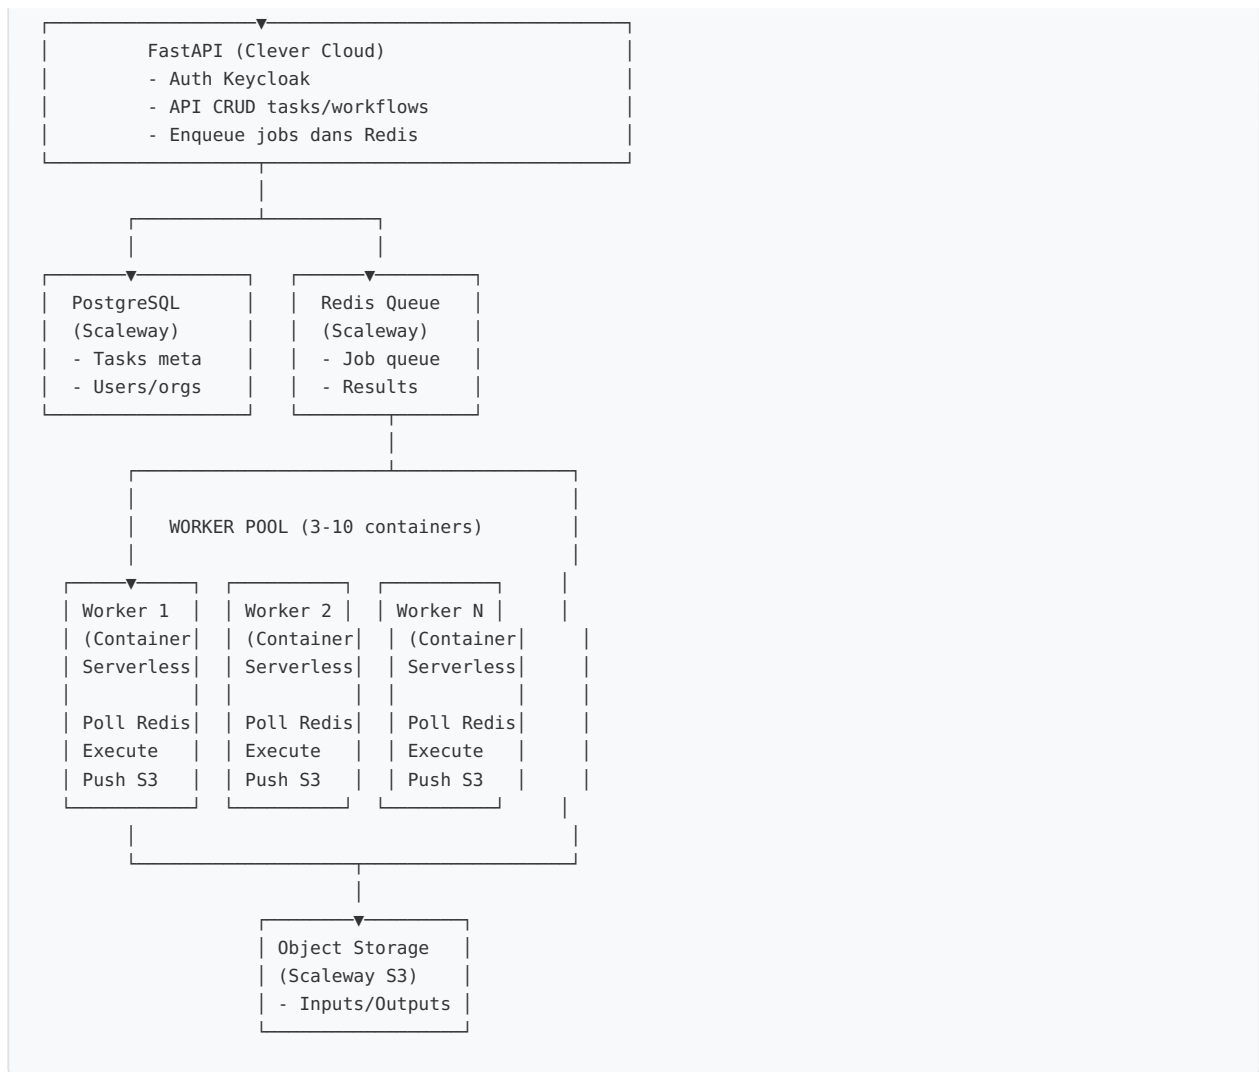 FastAPI (Clever Cloud)
- Auth Keycloak
- API CRUD tasks/workflows
- Enqueue jobs dans Redis
PostgreSQL
(Scaleway)
- Tasks meta
- Users/orgs
Redis Queue
(Scaleway)
- Job queue
- Results
WORKER POOL (3-10 containers)
Worker 1
(Container
Serverless
Poll Redis
Execute
Push S3
Worker 2
(Container
Serverless
Poll Redis
Execute
Push S3
Worker N
(Container
Serverless
Poll Redis
Execute
Push S3
Object Storage
(Scaleway S3)
- Inputs/Outputs